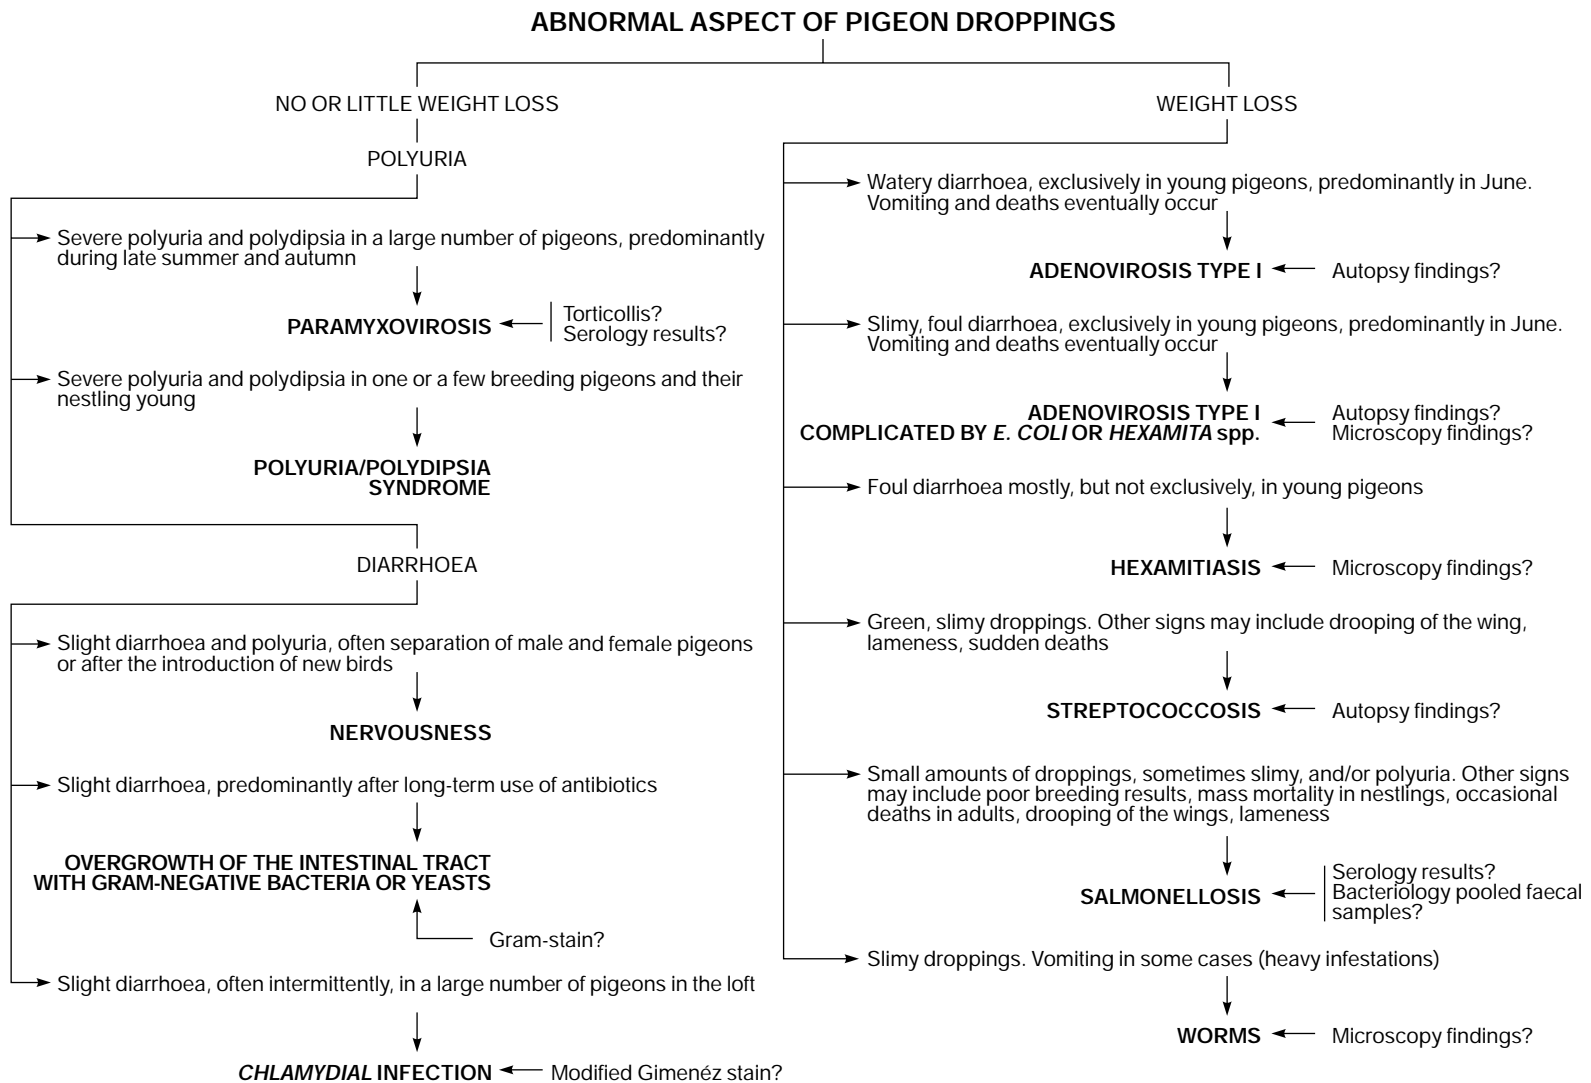 ABNORMAL ASPECT OF PIGEON DROPPINGS
NO OR LITTLE WEIGHT LOSS
POLYURIA
Severe polyuria and polydipsia in a large number of pigeons, predominantly
during late summer and autumn
PARAMYXOVIROSIS
Torticollis?
Serology results?
Severe polyuria and polydipsia in one or a few breeding pigeons and their
nestling young
POLYURIA/POLYDIPSIA
SYNDROME
DIARRHOEA
Slight diarrhoea and polyuria, often separation of male and female pigeons
or after the introduction of new birds
NERVOUSNESS
Slight diarrhoea, predominantly after long-term use of antibiotics
OVERGROWTH OF THE INTESTINAL TRACT
WITH GRAM-NEGATIVE BACTERIA OR YEASTS
Gram-stain?
Slight diarrhoea, often intermittently, in a large number of pigeons in the loft
CHLAMYDIAL INFECTION
Modified Gimenéz stain?
WEIGHT LOSS
Watery diarrhoea, exclusively in young pigeons, predominantly in June.
Vomiting and deaths eventually occur
ADENOVIROSIS TYPE I
Autopsy findings?
Slimy, foul diarrhoea, exclusively in young pigeons, predominantly in June.
Vomiting and deaths eventually occur
ADENOVIROSIS TYPE I
COMPLICATED BY E. COLI OR HEXAMITA spp.
Autopsy findings?
Microscopy findings?
Foul diarrhoea mostly, but not exclusively, in young pigeons
HEXAMITIASIS
Microscopy findings?
Green, slimy droppings. Other signs may include drooping of the wing,
lameness, sudden deaths
STREPTOCOCCOSIS
Autopsy findings?
Small amounts of droppings, sometimes slimy, and/or polyuria. Other signs
may include poor breeding results, mass mortality in nestlings, occasional
deaths in adults, drooping of the wings, lameness
SALMONELLOSIS
Serology results?
Bacteriology pooled faecal
samples?
Slimy droppings. Vomiting in some cases (heavy infestations)
WORMS
Microscopy findings?